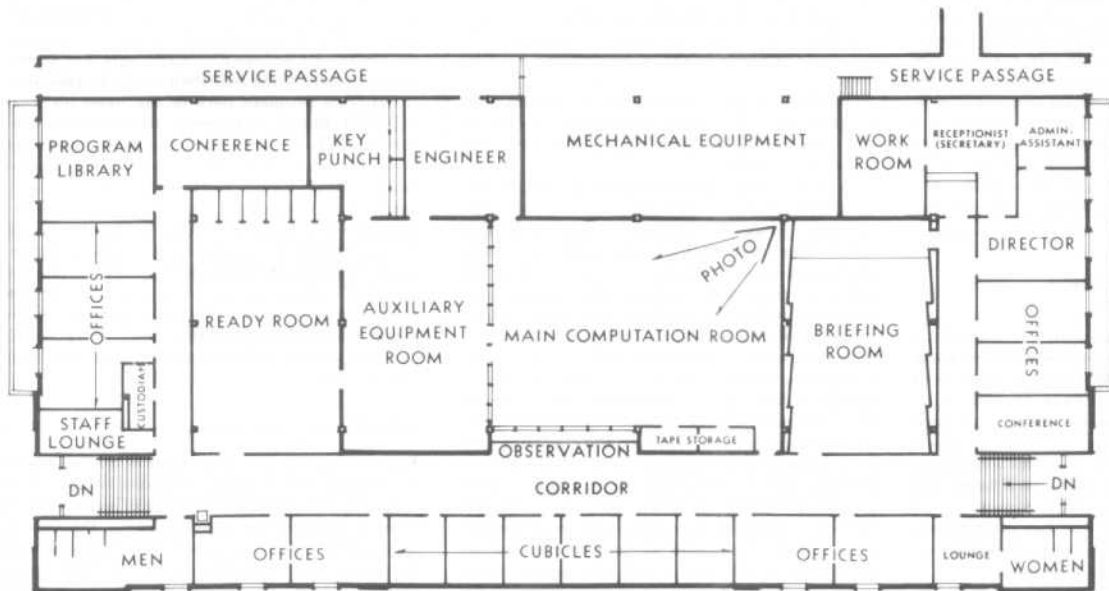 SERVICE PASSAGE
SERVICE PASSAGE
PROGRAM
LIBRARY
CONFERENCE
KEY
PUNCH
ENGINEER
MECHANICAL EQUIPMENT
WORK
ROOM
RECEPTIONIST
(SECRETARY)
ADMIN.
ASSISTANT
DIRECTOR
OFFICES
READY ROOM
AUXILIARY
EQUIPMENT
ROOM
MAIN COMPUTATION ROOM
PHOTO
BRIEFING
ROOM
OFFICES
KUSTODIAN
STAFF
LOUNGE
CONFERENCE
TAPE STORAGE
OBSERVATION
DN
CORRIDOR
DN
MEN
OFFICES
CUBICLES
OFFICES
LOUNGE
WOMEN